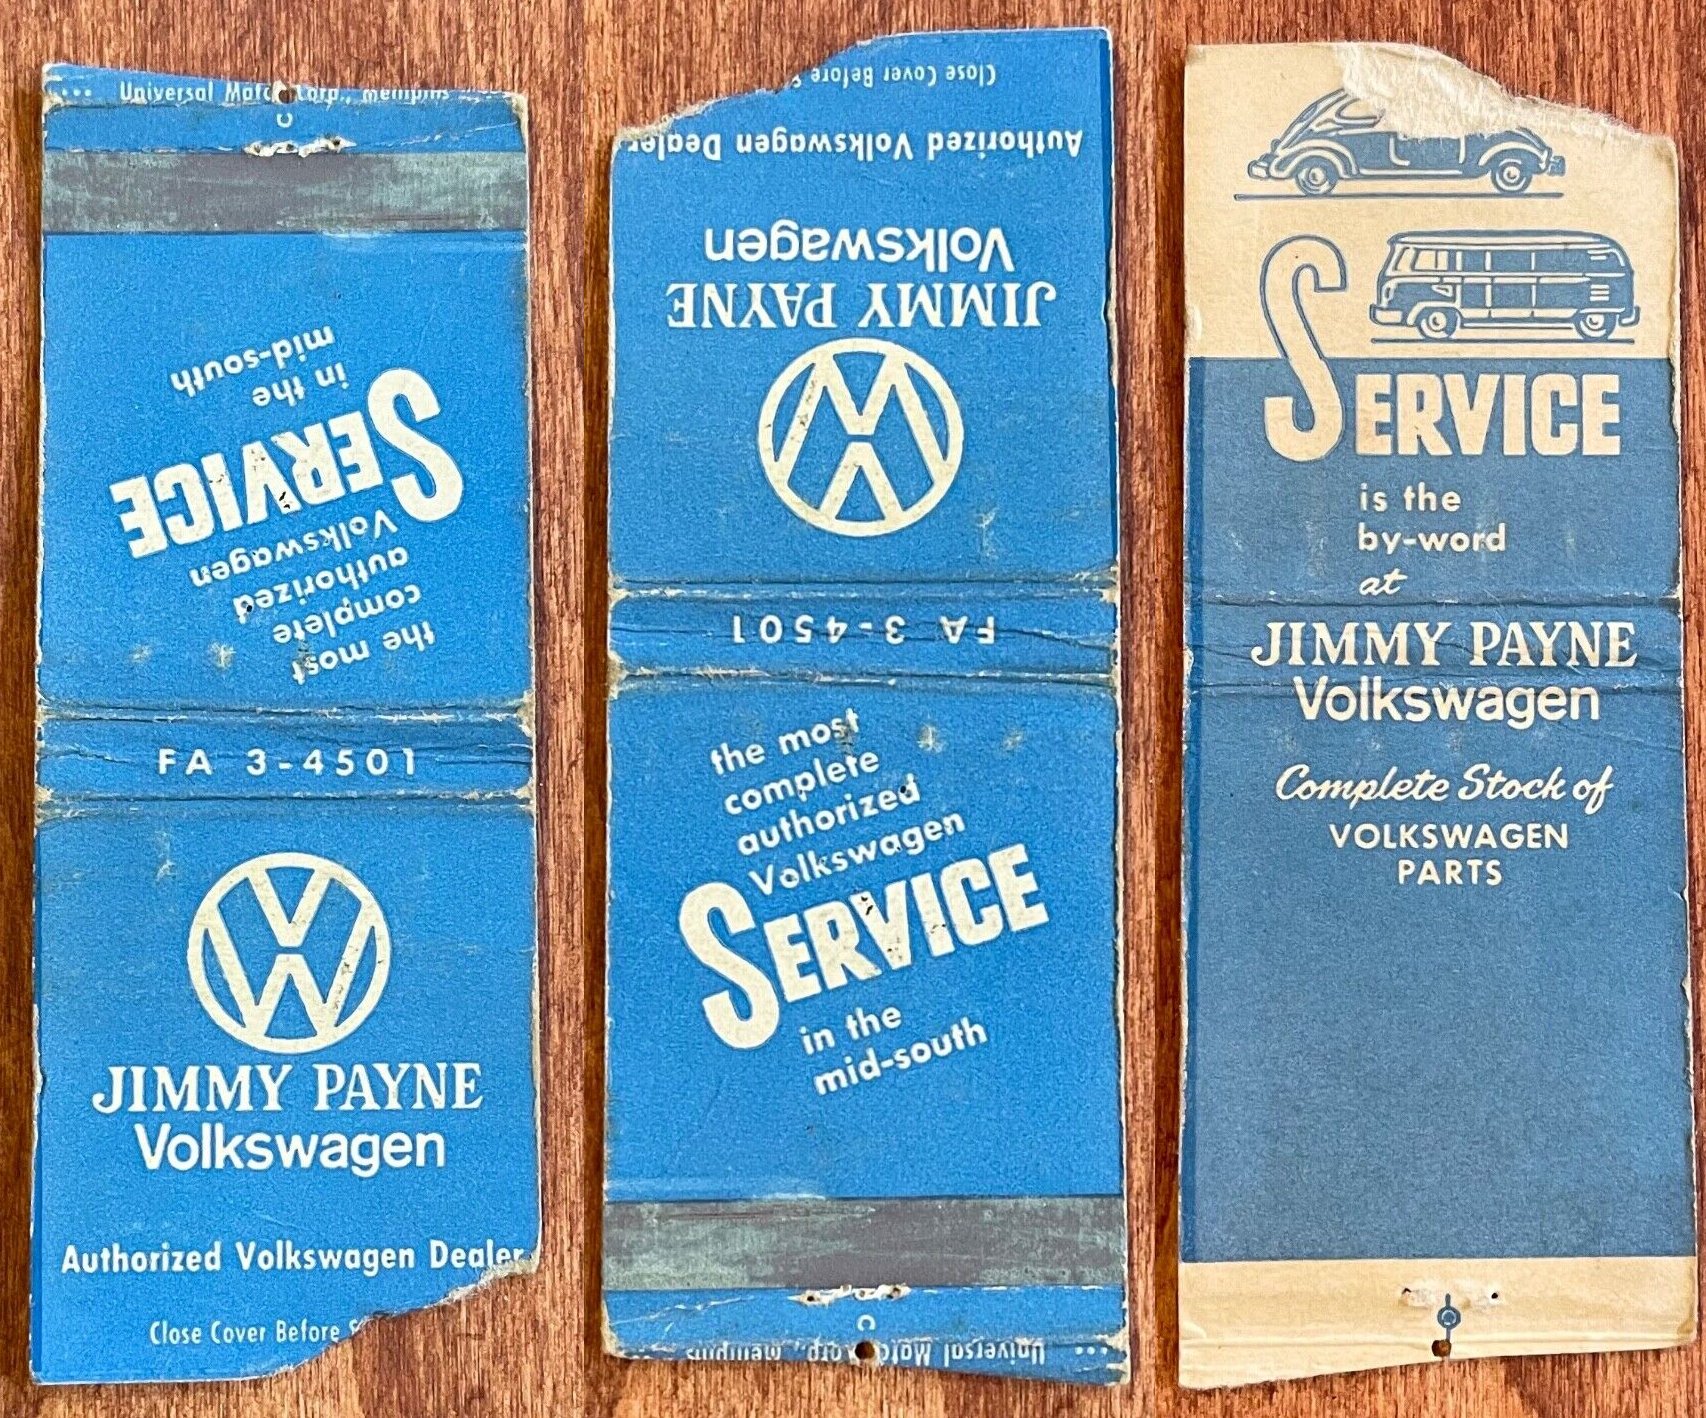 Universal Match Corp., Memphis
C
the most
complete
authorized
Volkswagen
SERVICE
in the
mid-south
FA 3-4501
VW
JIMMY PAYNE
Volkswagen
Authorized Volkswagen Dealer
Close Cover Before
Close Cover Before
Authorized Volkswagen Dealer
JIMMY PAYNE
Volkswagen
VW
FA 3-4501
the most
complete
authorized
Volkswagen
SERVICE
in the
mid-south
C
Universal Match Corp., Memphis
SERVICE
is the
by-word
at
JIMMY PAYNE
Volkswagen
Complete Stock of
VOLKSWAGEN
PARTS